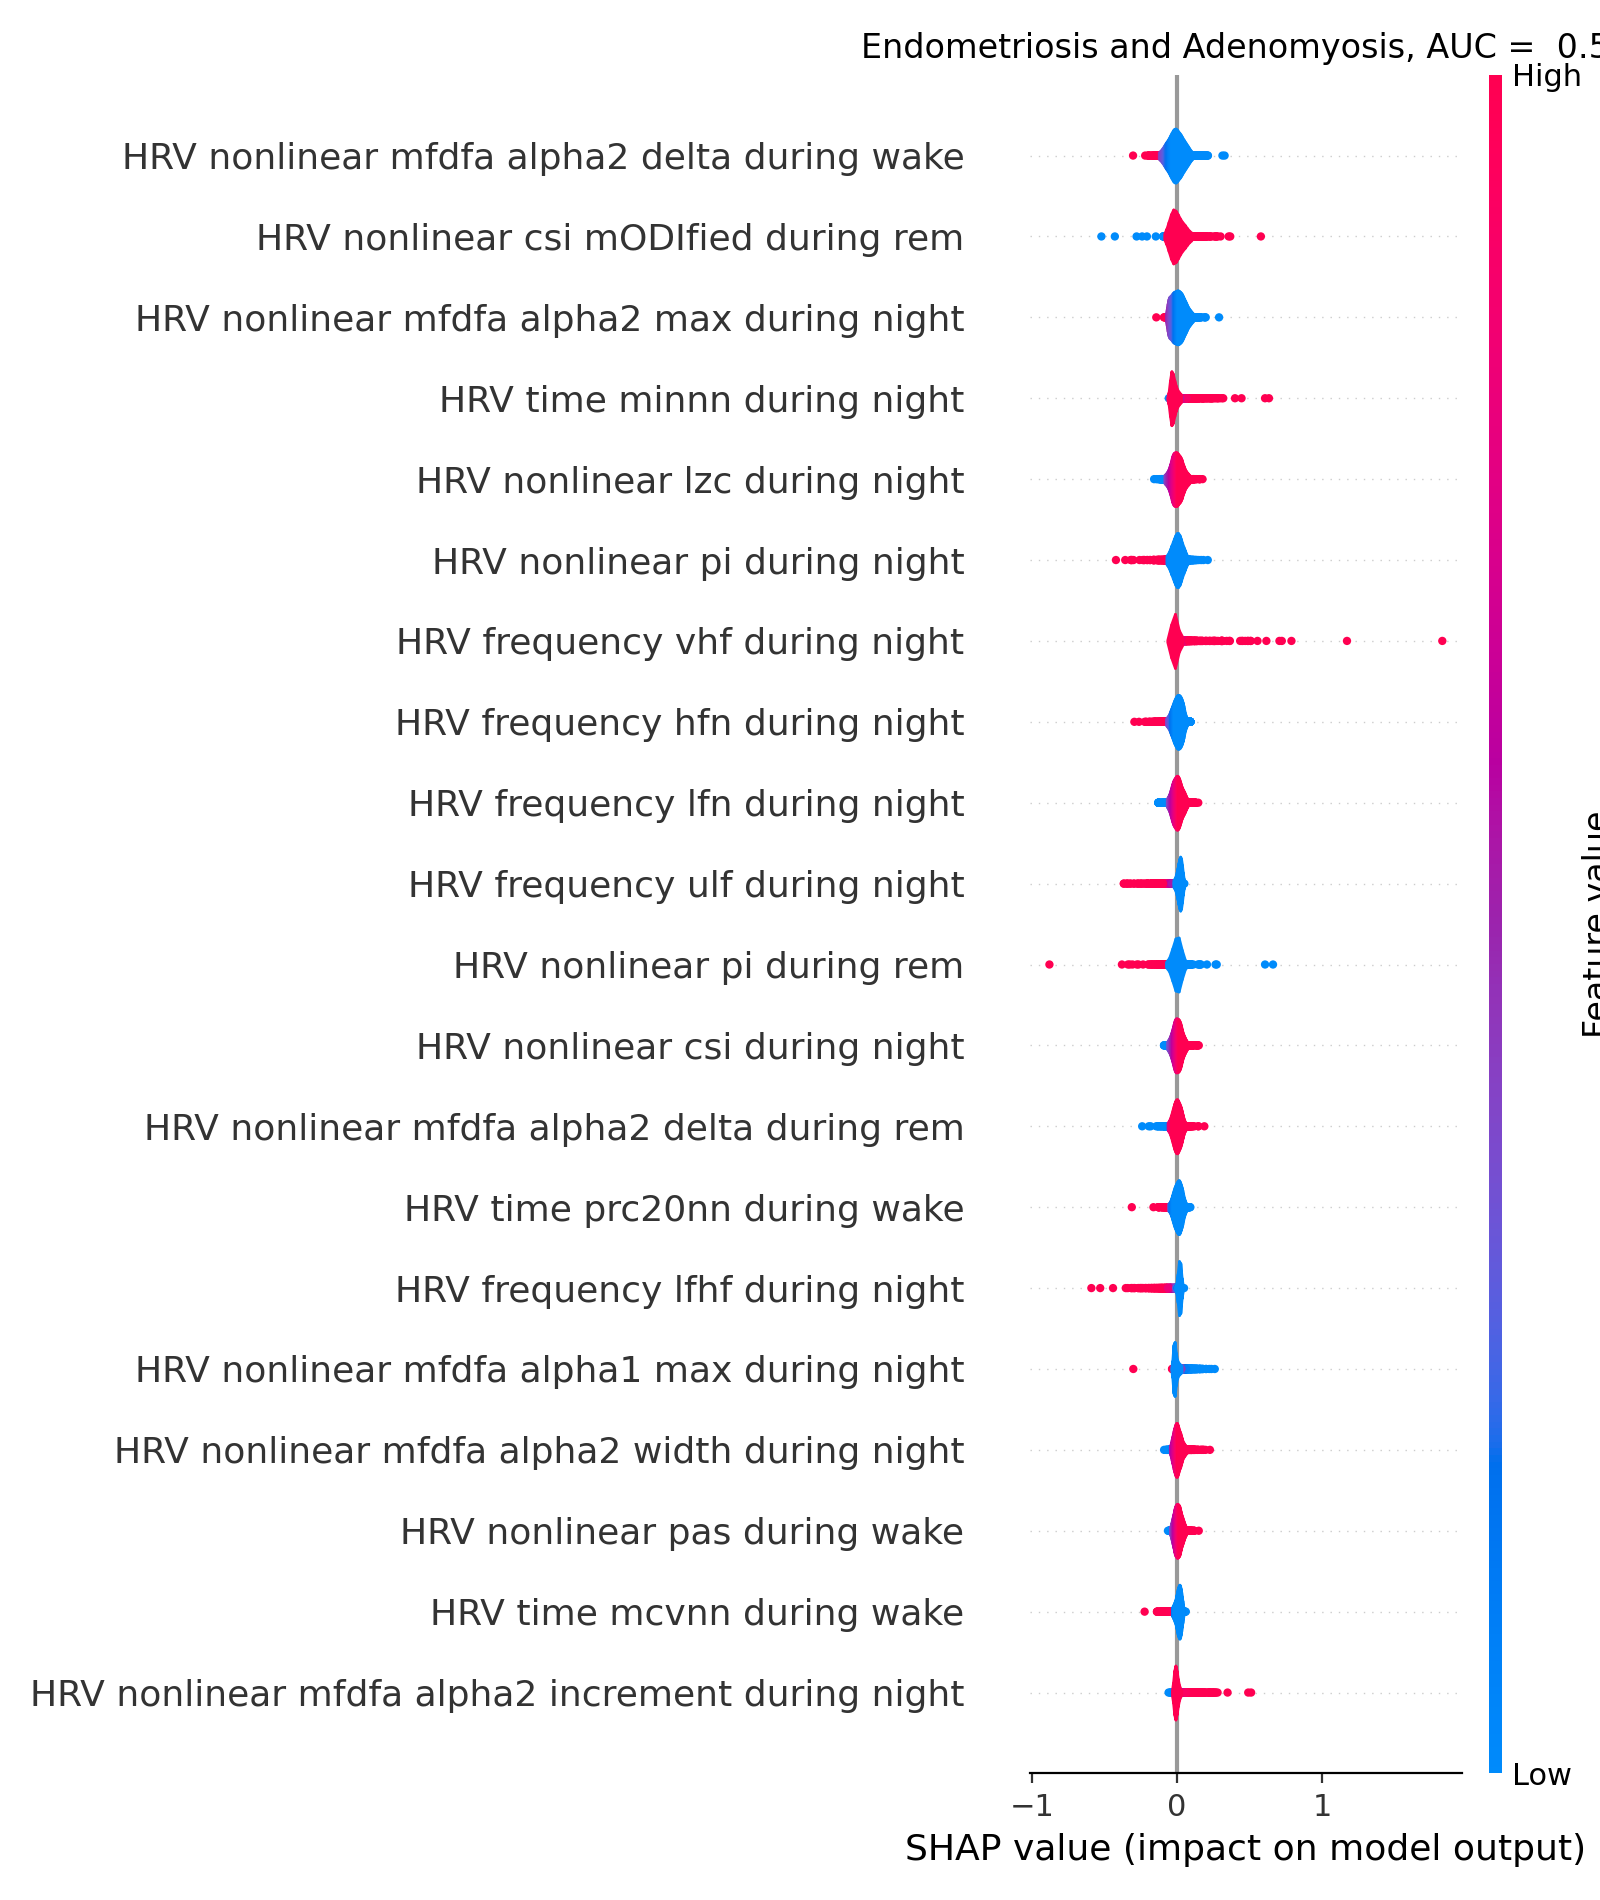 Endometriosis and Adenomyosis, AUC = 0.5
High
HRV nonlinear mfdfa alpha2 delta during wake
HRV nonlinear csi mODIfied during rem
HRV nonlinear mfdfa alpha2 max during night
HRV time minnn during night
HRV nonlinear lzc during night
HRV nonlinear pi during night
HRV frequency vhf during night
HRV frequency hfn during night
HRV frequency lfn during night
HRV frequency ulf during night
HRV nonlinear pi during rem
HRV nonlinear csi during night
HRV nonlinear mfdfa alpha2 delta during rem
HRV time prc20nn during wake
HRV frequency lfhf during night
HRV nonlinear mfdfa alpha1 max during night
HRV nonlinear mfdfa alpha2 width during night
HRV nonlinear pas during wake
HRV time mcvnn during wake
HRV nonlinear mfdfa alpha2 increment during night
Feature value
Low
−1 0 1
SHAP value (impact on model output)